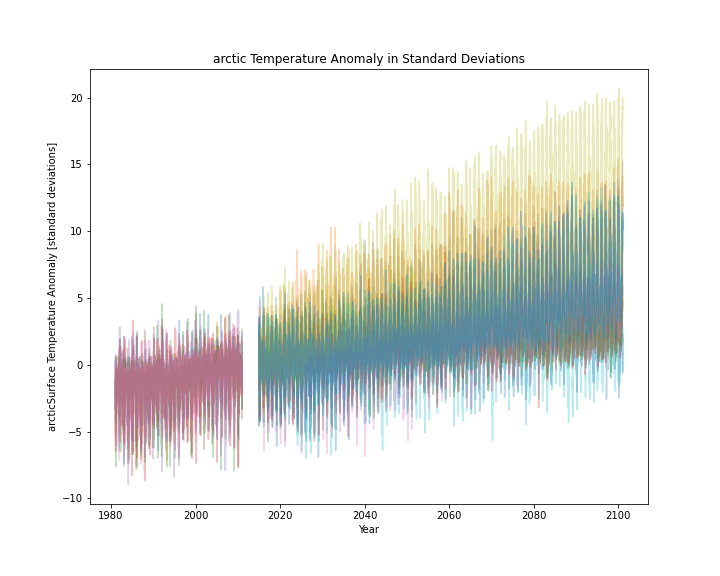 arctic Temperature Anomaly in Standard Deviations
20
15
10
5
0
−5
−10
arcticSurface Temperature Anomaly [standard deviations]
1980 2000 2020 2040 2060 2080 2100
Year